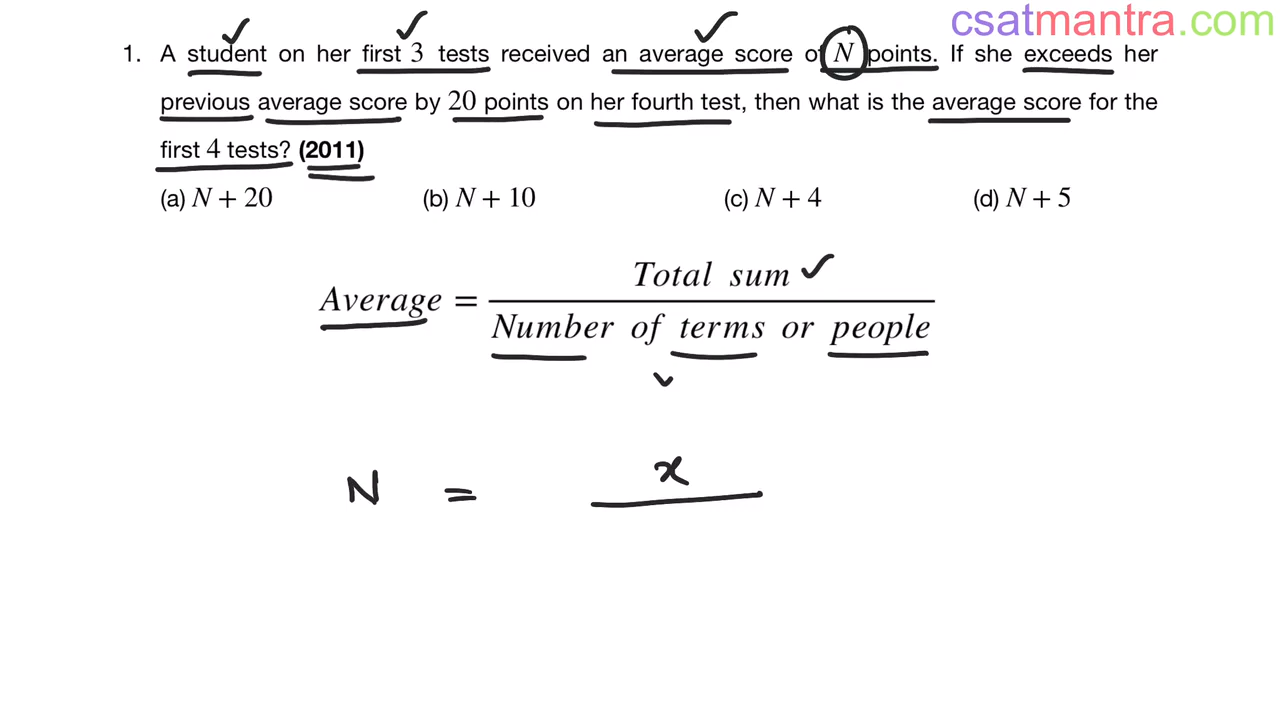 csatmantra.com
1. A student on her first 3 tests received an average score of N points. If she exceeds her
previous average score by 20 points on her fourth test, then what is the average score for the
first 4 tests? (2011)
(a) N + 20 (b) N + 10 (c) N + 4 (d) N + 5
Total sum
Average =
Number of terms or people
x
N =